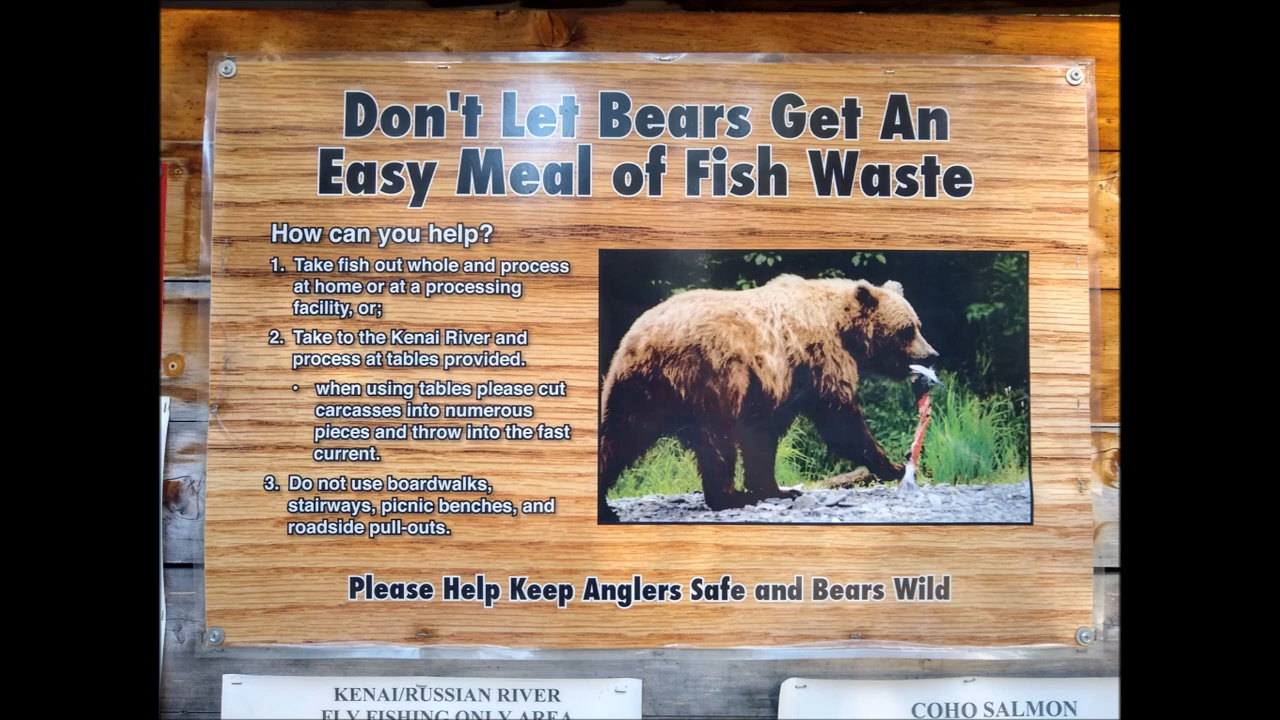 Don't Let Bears Get An
Easy Meal of Fish Waste
How can you help?
1. Take fish out whole and process
at home or at a processing
facility, or;
2. Take to the Kenai River and
process at tables provided.
· when using tables please cut
carcasses into numerous
pieces and throw into the fast
current.
3. Do not use boardwalks,
stairways, picnic benches, and
roadside pull-outs.
Please Help Keep Anglers Safe and Bears Wild
KENAI/RUSSIAN RIVER
FLY FISHING ONLY AREA
COHO SALMON